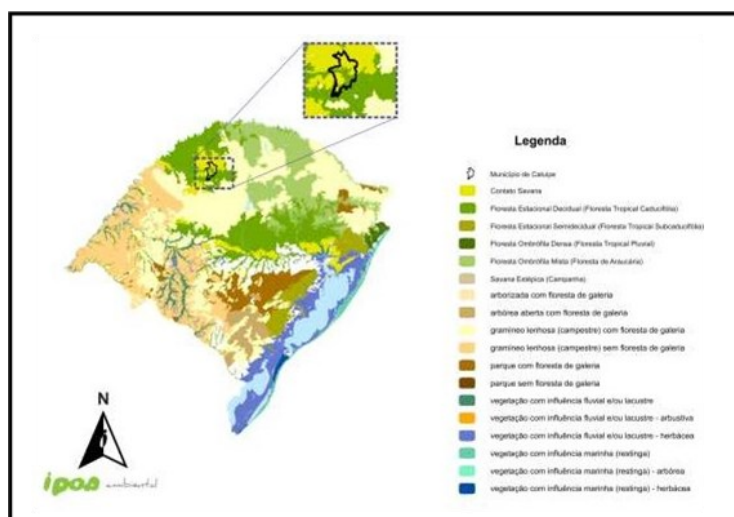 Legenda
Município de Catuípe
Contato Savana
Floresta Estacional Decidual (Floresta Tropical Caducifólia)
Floresta Estacional Semidecidual (Floresta Tropical Subcaducifólia)
Floresta Ombrófila Densa (Floresta Tropical Pluvial)
Floresta Ombrófila Mista (Floresta de Araucária)
Savana Estépica (Campanha)
arborizada com floresta de galeria
arbórea aberta com floresta de galeria
gramíneo lenhosa (campestre) com floresta de galeria
gramíneo lenhosa (campestre) sem floresta de galeria
parque com floresta de galeria
parque sem floresta de galeria
vegetação com influência fluvial e/ou lacustre
vegetação com influência fluvial e/ou lacustre - arbustiva
vegetação com influência fluvial e/ou lacustre - herbácea
vegetação com influência marinha (restinga)
vegetação com influência marinha (restinga) - arbórea
vegetação com influência marinha (restinga) - herbácea
N
ipos ambiental